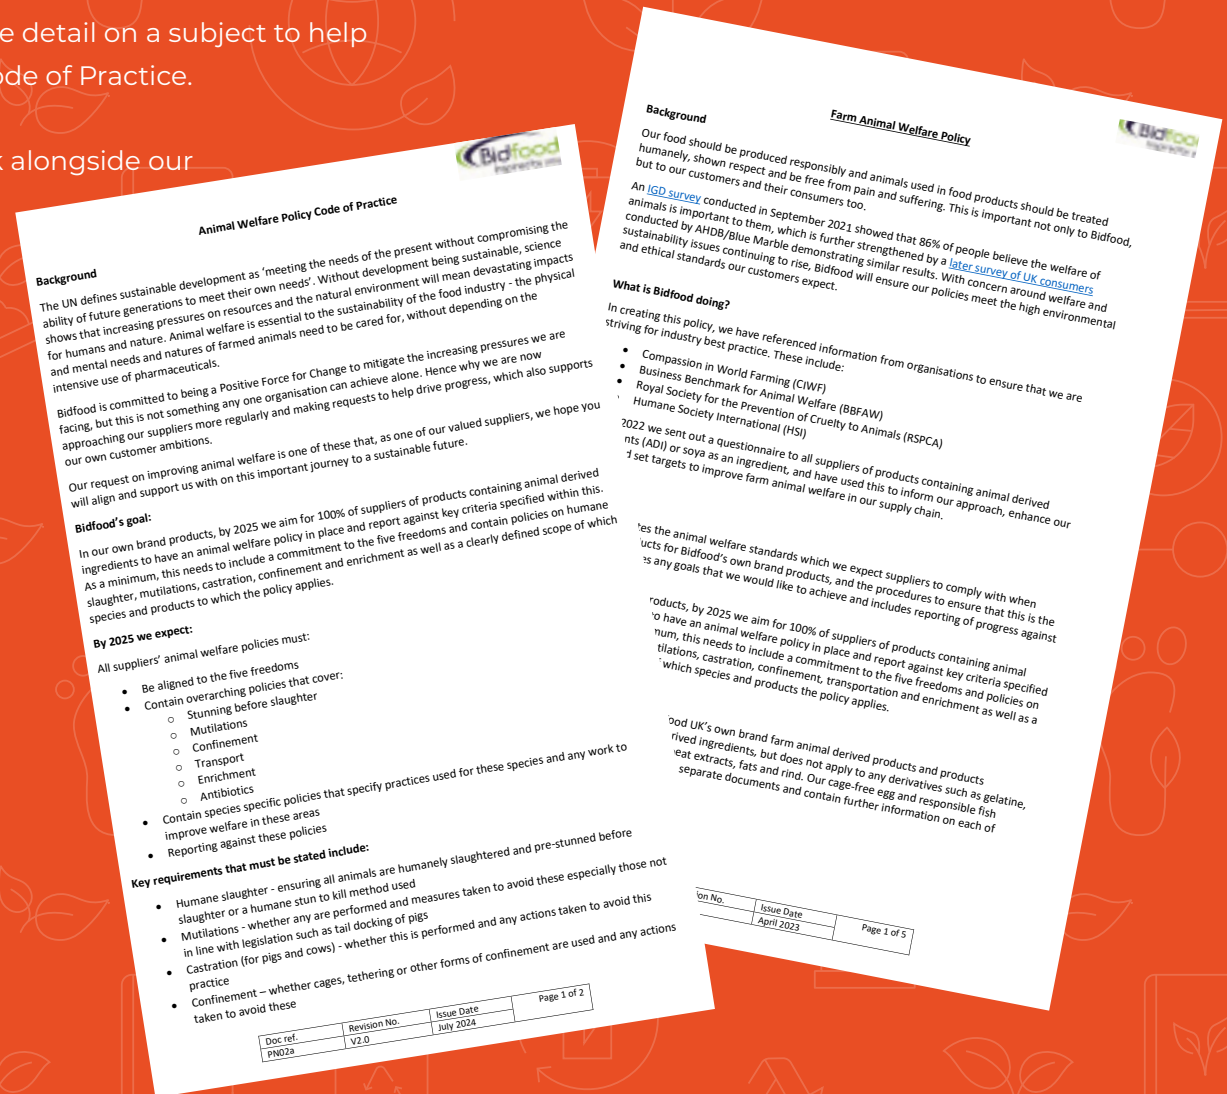 e detail on a subject to help
ode of Practice.
k alongside our
Bidfood
Animal Welfare Policy Code of Practice
Background
The UN defines sustainable development as ‘meeting the needs of the present without compromising the
ability of future generations to meet their own needs’. Without development being sustainable, science
shows that increasing pressures on resources and the natural environment will mean devastating impacts
for humans and nature. Animal welfare is essential to the sustainability of the food industry - the physical
and mental needs and natures of farmed animals need to be cared for, without depending on the
intensive use of pharmaceuticals.
Bidfood is committed to being a Positive Force for Change to mitigate the increasing pressures we are
facing, but this is not something any one organisation can achieve alone. Hence why we are now
approaching our suppliers more regularly and making requests to help drive progress, which also supports
our own customer ambitions.
Our request on improving animal welfare is one of these that, as one of our valued suppliers, we hope you
will align and support us with on this important journey to a sustainable future.
Bidfood’s goal:
In our own brand products, by 2025 we aim for 100% of suppliers of products containing animal derived
ingredients to have an animal welfare policy in place and report against key criteria specified within this.
As a minimum, this needs to include a commitment to the five freedoms and contain policies on humane
slaughter, mutilations, castration, confinement and enrichment as well as a clearly defined scope of which
species and products to which the policy applies.
By 2025 we expect:
All suppliers’ animal welfare policies must:
• Be aligned to the five freedoms
• Contain overarching policies that cover:
o Stunning before slaughter
o Mutilations
o Confinement
o Transport
o Enrichment
o Antibiotics
• Contain species specific policies that specify practices used for these species and any work to
improve welfare in these areas
• Reporting against these policies
Key requirements that must be stated include:
• Humane slaughter - ensuring all animals are humanely slaughtered and pre-stunned before
slaughter or a humane stun to kill method used
• Mutilations - whether any are performed and measures taken to avoid these especially those not
in line with legislation such as tail docking of pigs
• Castration (for pigs and cows) - whether this is performed and any actions taken to avoid this
practice
• Confinement – whether cages, tethering or other forms of confinement are used and any actions
taken to avoid these
Doc ref. Revision No. Issue Date Page 1 of 2
PN02a V2.0 July 2024
Bidfood
Farm Animal Welfare Policy
Background
Our food should be produced responsibly and animals used in food products should be treated
humanely, shown respect and be free from pain and suffering. This is important not only to Bidfood,
but to our customers and their consumers too.
An IGD survey conducted in September 2021 showed that 86% of people believe the welfare of
animals is important to them, which is further strengthened by a later survey of UK consumers
conducted by AHDB/Blue Marble demonstrating similar results. With concern around welfare and
sustainability issues continuing to rise, Bidfood will ensure our policies meet the high environmental
and ethical standards our customers expect.
What is Bidfood doing?
In creating this policy, we have referenced information from organisations to ensure that we are
striving for industry best practice. These include:
• Compassion in World Farming (CIWF)
• Business Benchmark for Animal Welfare (BBFAW)
• Royal Society for the Prevention of Cruelty to Animals (RSPCA)
Humane Society International (HSI)
2022 we sent out a questionnaire to all suppliers of products containing animal derived
nts (ADI) or soya as an ingredient, and have used this to inform our approach, enhance our
d set targets to improve farm animal welfare in our supply chain.
es the animal welfare standards which we expect suppliers to comply with when
ucts for Bidfood’s own brand products, and the procedures to ensure that this is the
es any goals that we would like to achieve and includes reporting of progress against
roducts, by 2025 we aim for 100% of suppliers of products containing animal
o have an animal welfare policy in place and report against key criteria specified
num, this needs to include a commitment to the five freedoms and policies on
tilations, castration, confinement, transportation and enrichment as well as a
f which species and products the policy applies.
ood UK’s own brand farm animal derived products and products
rived ingredients, but does not apply to any derivatives such as gelatine,
eat extracts, fats and rind. Our cage-free egg and responsible fish
separate documents and contain further information on each of
on No. Issue Date Page 1 of 5
April 2023